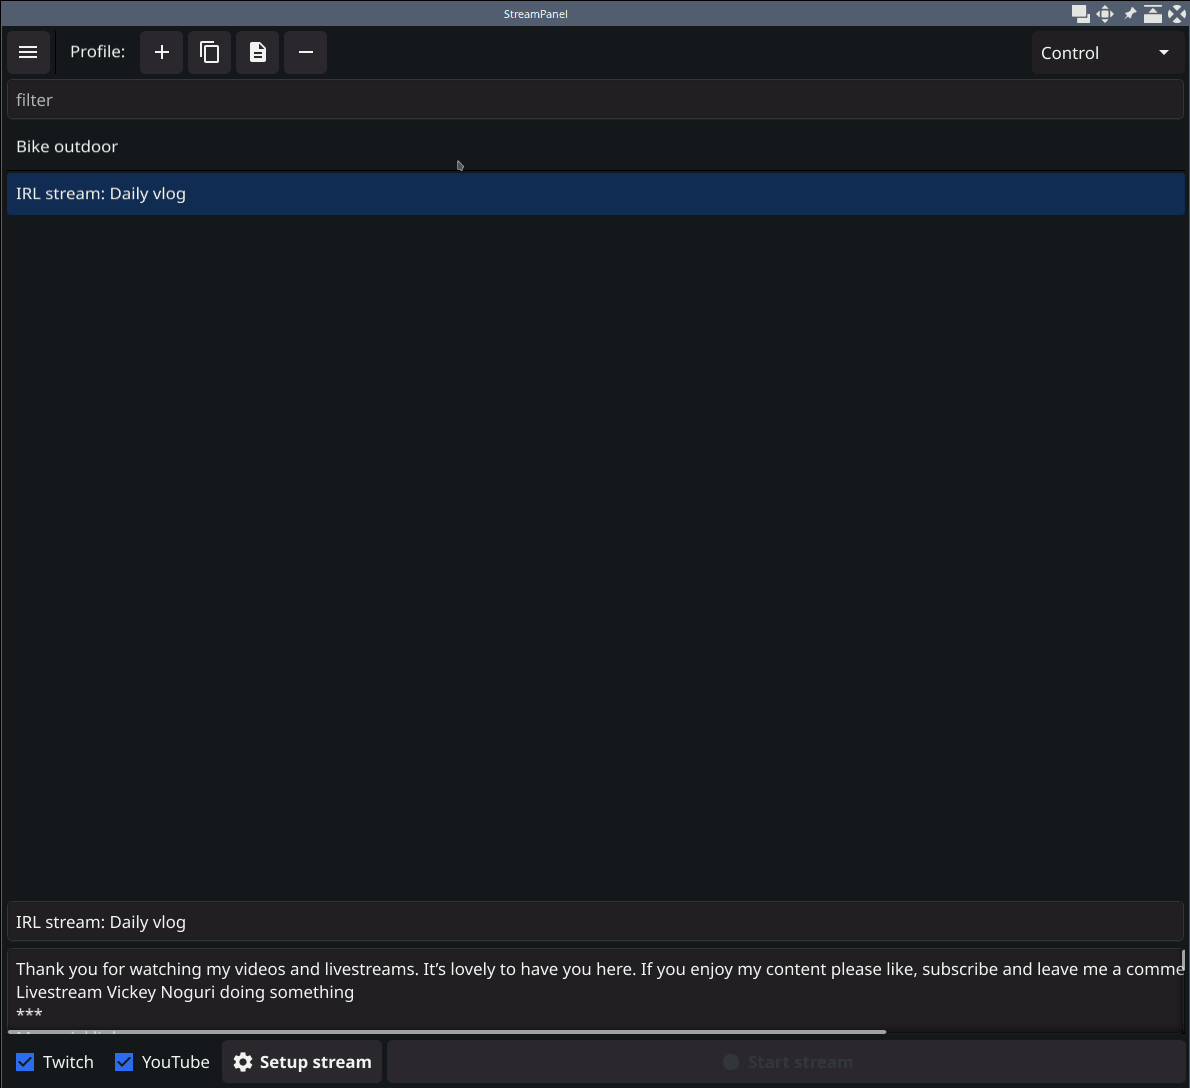 StreamPanel
Profile:
Control
filter
Bike outdoor
IRL stream: Daily vlog
IRL stream: Daily vlog
Thank you for watching my videos and livestreams. It’s lovely to have you here. If you enjoy my content please like, subscribe and leave me a comme
Livestream Vickey Noguri doing something
***
Twitch
YouTube
Setup stream
Start stream